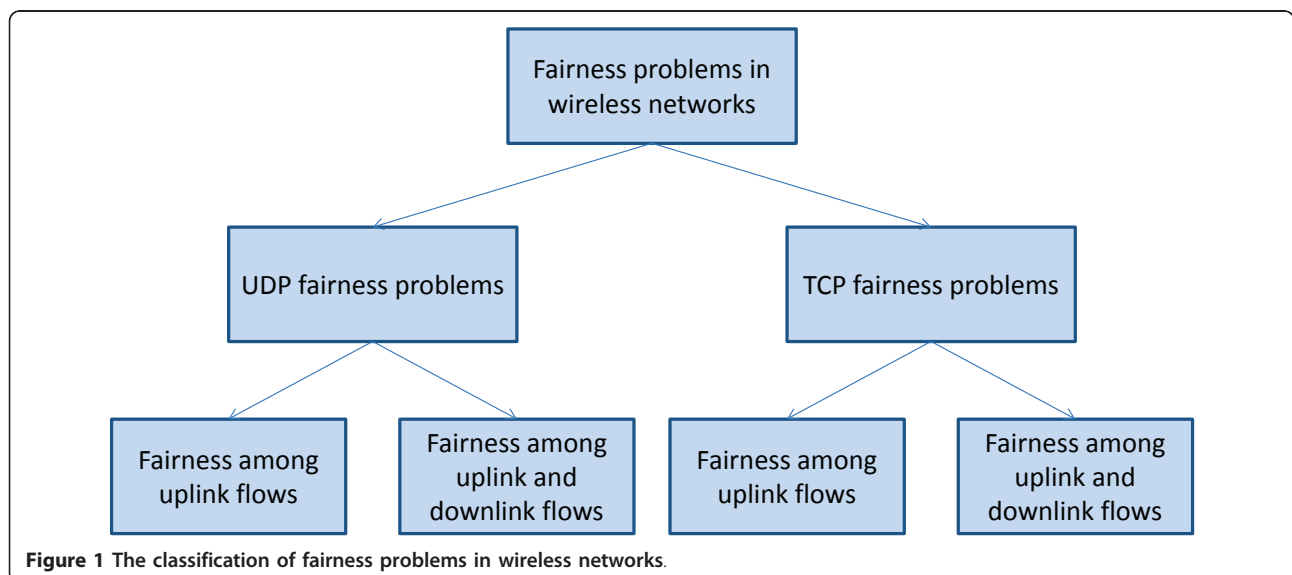 Fairness problems in
wireless networks
UDP fairness problems
TCP fairness problems
Fairness among
uplink flows
Fairness among
uplink and
downlink flows
Fairness among
uplink flows
Fairness among
uplink and
downlink flows
Figure 1 The classification of fairness problems in wireless networks.